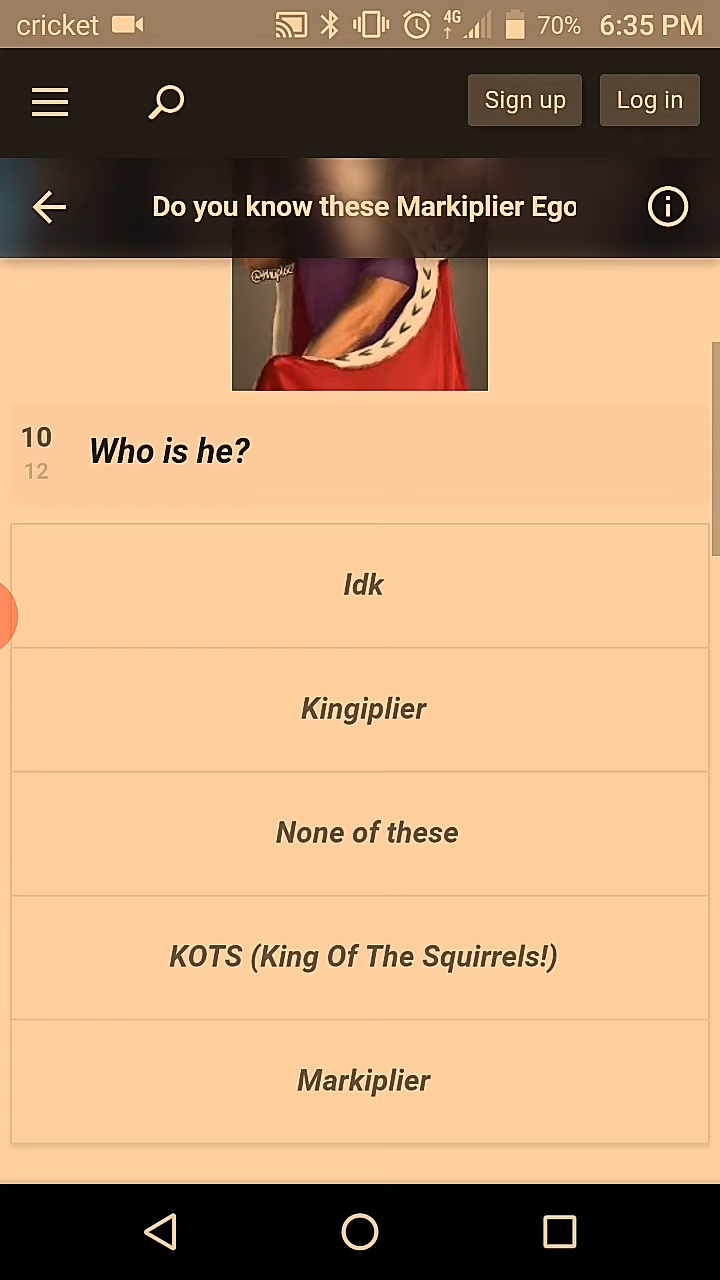 cricket 4G 70% 6:35 PM
Sign up Log in
Do you know these Markiplier Ego
10
12
Who is he?
Idk
Kingiplier
None of these
KOTS (King Of The Squirrels!)
Markiplier